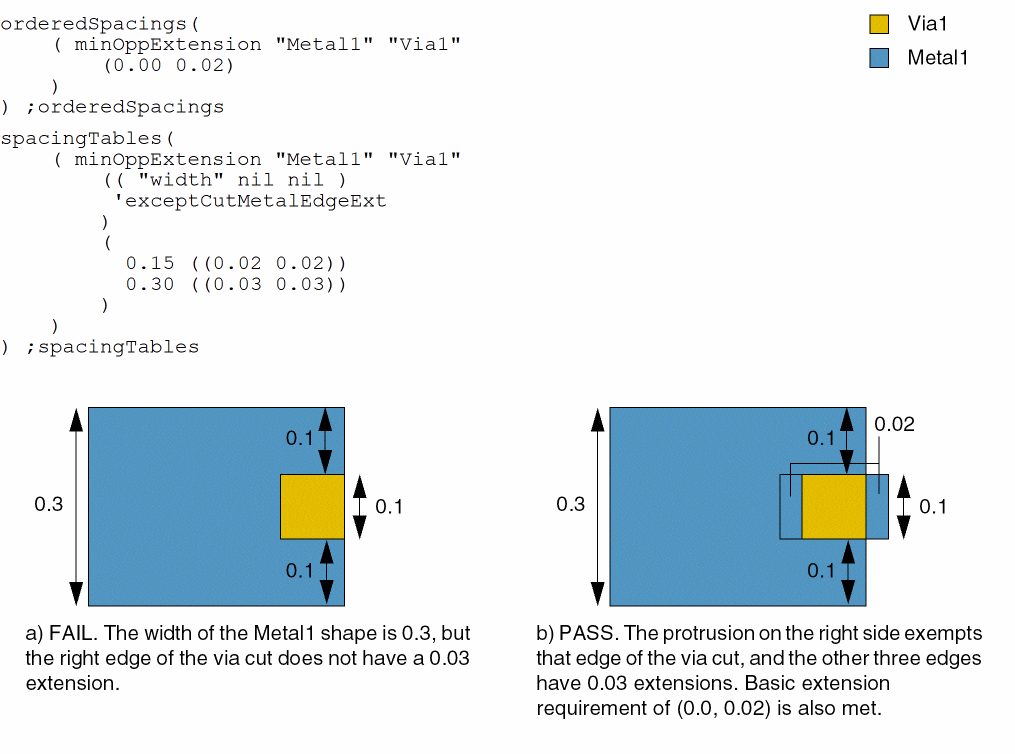 orderedSpacings(
( minOppExtension "Metal1" "Via1"
(0.00 0.02)
)
) ;orderedSpacings
spacingTables(
( minOppExtension "Metal1" "Via1"
(( "width" nil nil )
'exceptCutMetalEdgeExt
)
(
0.15 ((0.02 0.02))
0.30 ((0.03 0.03))
)
)
) ;spacingTables
Via1
Metal1
0.1
0.3
0.1
0.1
a) FAIL. The width of the Metal1 shape is 0.3, but
the right edge of the via cut does not have a 0.03
extension.
0.02
0.1
0.3
0.1
0.1
b) PASS. The protrusion on the right side exempts
that edge of the via cut, and the other three edges
have 0.03 extensions. Basic extension
requirement of (0.0, 0.02) is also met.